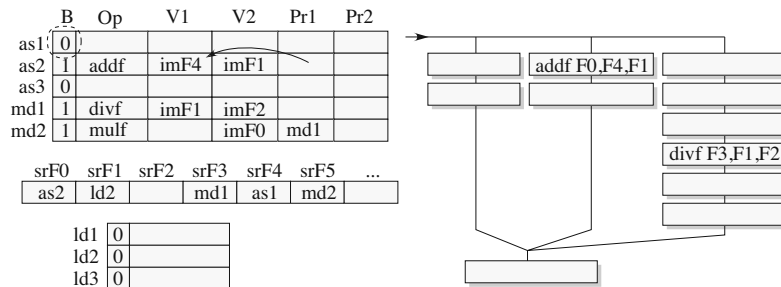 B Op V1 V2 Pr1 Pr2
as1 0
as2 1 addf imF4 imF1
as3 0
md1 1 divf imF1 imF2
md2 1 mulf imF0 md1
srF0 srF1 srF2 srF3 srF4 srF5 ...
as2 ld2 md1 as1 md2
ld1 0
ld2 0
ld3 0
addf F0,F4,F1
divf F3,F1,F2